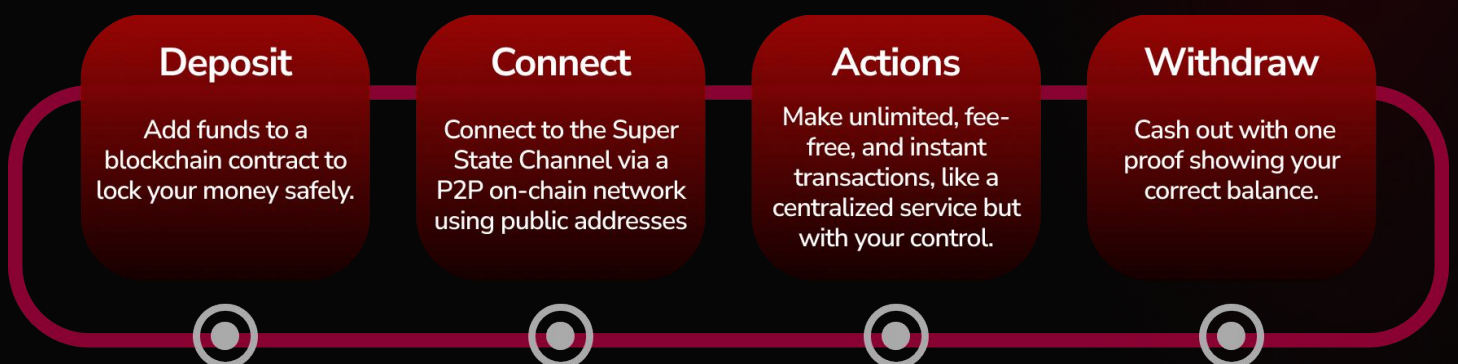 Deposit
Add funds to a
blockchain contract to
lock your money safely.
Connect
Connect to the Super
State Channel via a
P2P on-chain network
using public addresses
Actions
Make unlimited, fee-
free, and instant
transactions, like a
centralized service but
with your control.
Withdraw
Cash out with one
proof showing your
correct balance.